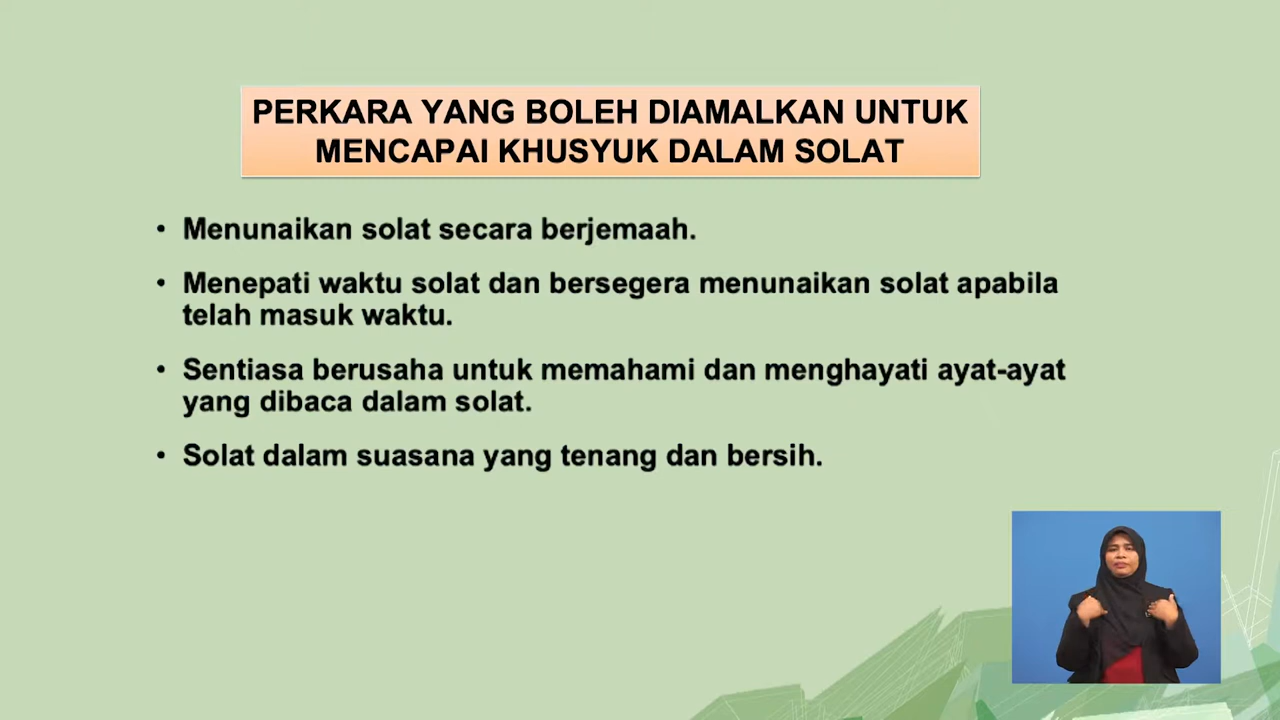 PERKARA YANG BOLEH DIAMALKAN UNTUK
MENCAPAI KHUSYUK DALAM SOLAT
• Menunaikan solat secara berjemaah.
• Menepati waktu solat dan bersegera menunaikan solat apabila
telah masuk waktu.
• Sentiasa berusaha untuk memahami dan menghayati ayat-ayat
yang dibaca dalam solat.
• Solat dalam suasana yang tenang dan bersih.